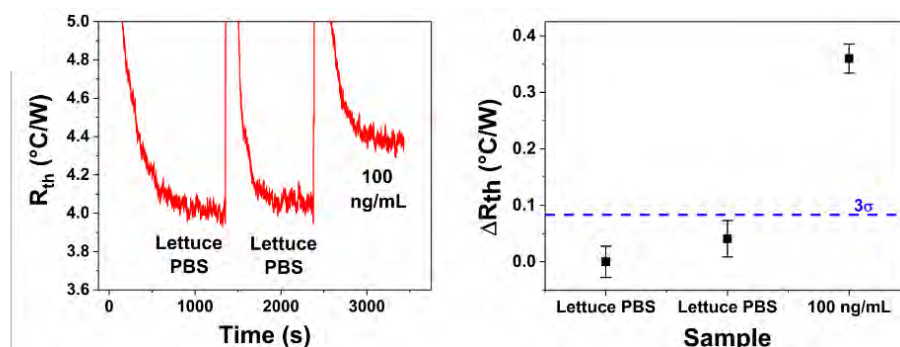 5.0
4.8
4.6
4.4
4.2
4.0
3.8
3.6
Rth (°C/W)
Lettuce
PBS
Lettuce
PBS
100
ng/mL
0 1000 2000 3000
Time (s)
0.4
0.3
0.2
0.1
0.0
ΔRth (°C/W)
3σ
Lettuce PBS Lettuce PBS 100 ng/mL
Sample